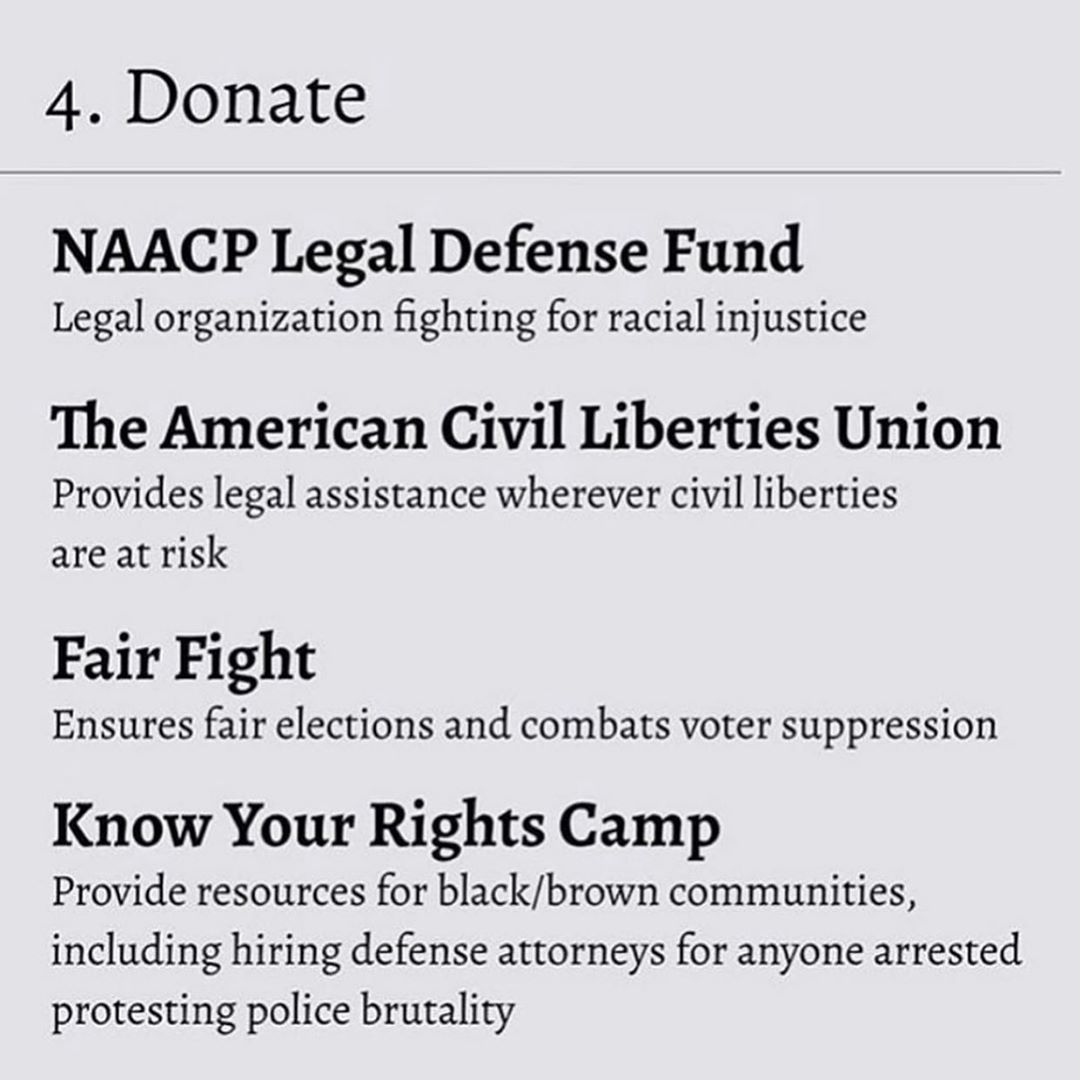 4. Donate
NAACP Legal Defense Fund
Legal organization fighting for racial injustice
The American Civil Liberties Union
Provides legal assistance wherever civil liberties
are at risk
Fair Fight
Ensures fair elections and combats voter suppression
Know Your Rights Camp
Provide resources for black/brown communities,
including hiring defense attorneys for anyone arrested
protesting police brutality